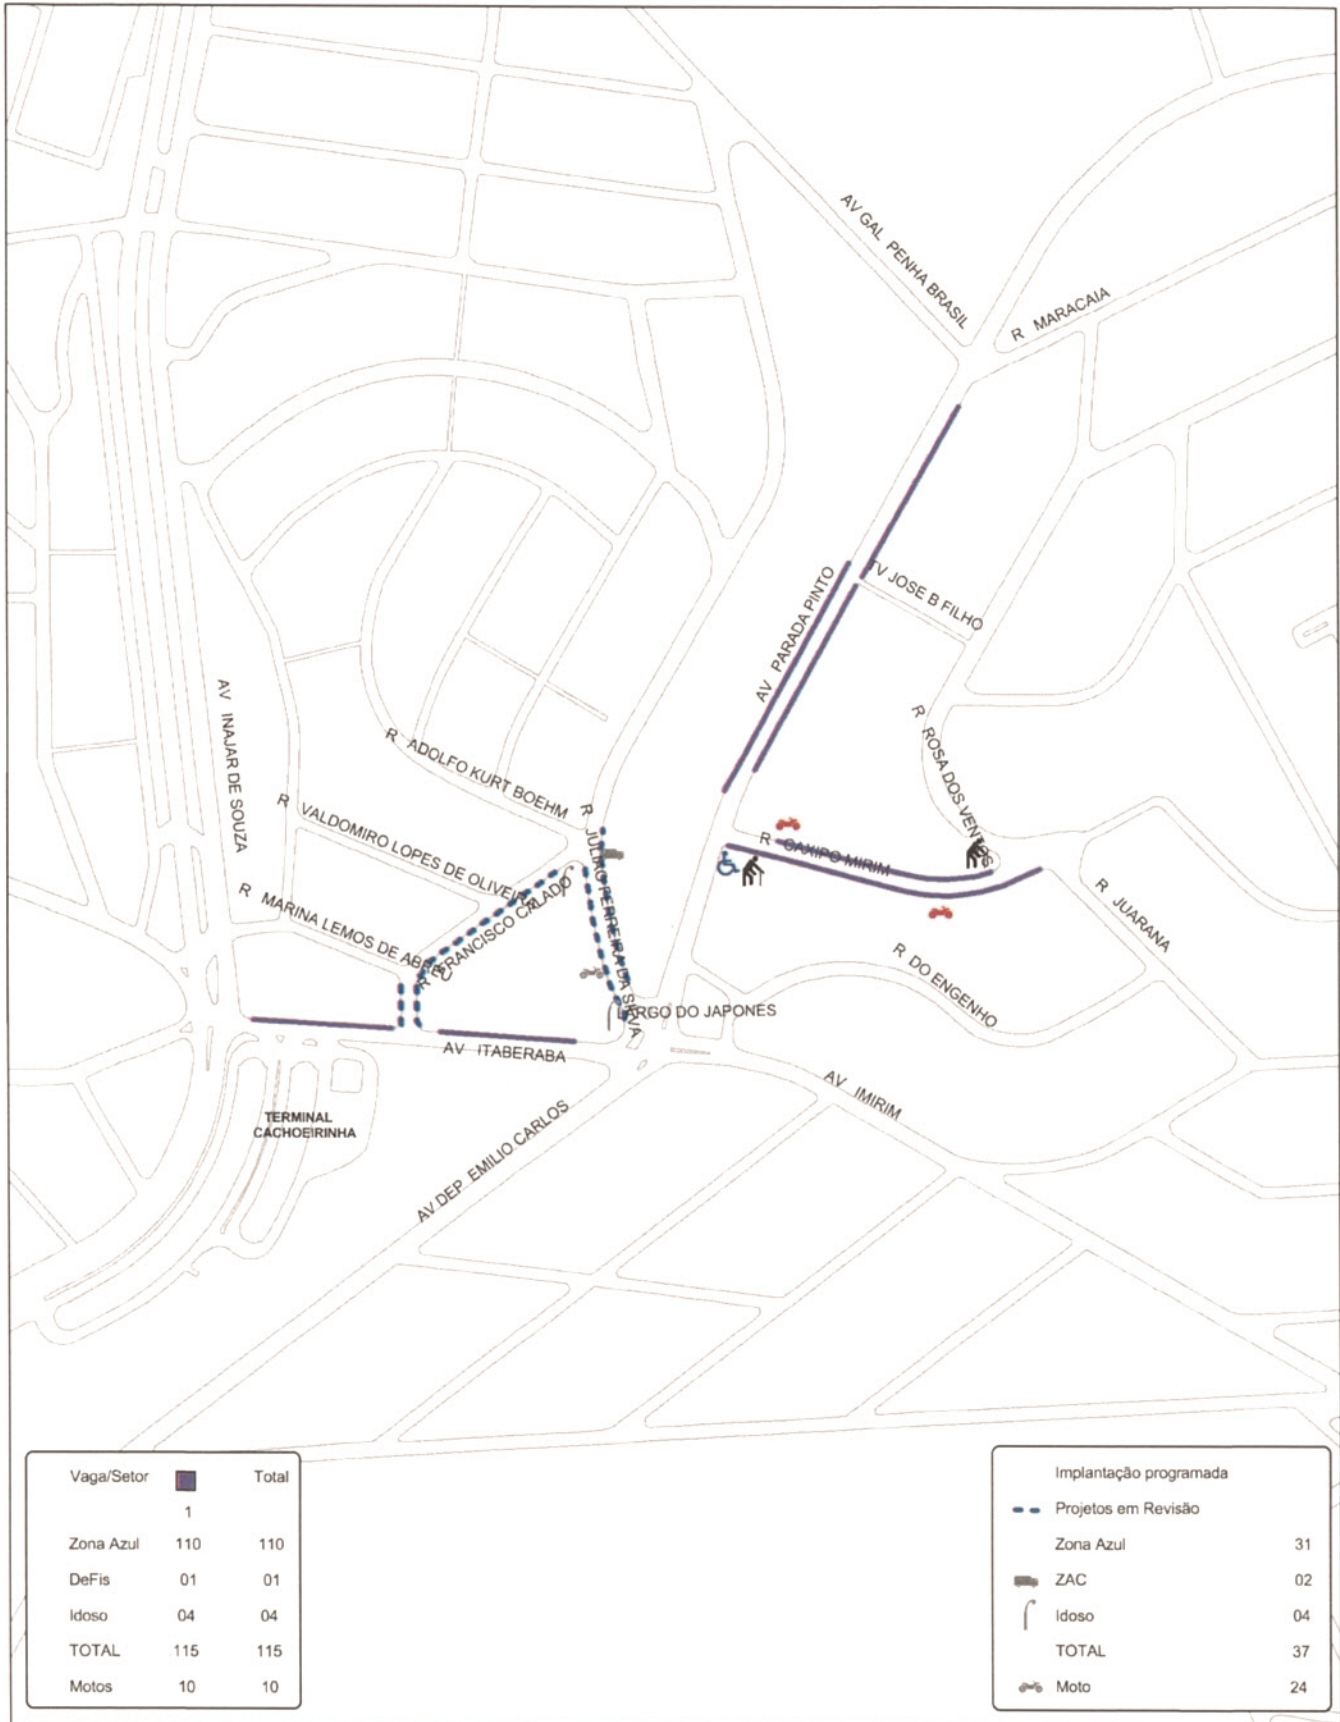 AV GAL PENHA BRASIL
R MARACAIA
TV JOSE B FILHO
AV PARADA PINTO
R ROSA DOS VENTOS
AV INAJAR DE SOUZA
R ADOLFO KURT BOEHM
R JULIAO FERREIRA DA SILVA
R VALDOMIRO LOPES DE OLIVEIRA
R CAXIPO MIRIM
R MARINA LEMOS DE ABREU
R FRANCISCO CALADO
R JUARANA
R DO ENGENHO
LARGO DO JAPONES
AV ITABERABA
AV IMIRIM
TERMINAL
CACHOEIRINHA
AV DEP EMILIO CARLOS
Vaga/Setor Total
1
Zona Azul 110 110
DeFis 01 01
Idoso 04 04
TOTAL 115 115
Motos 10 10
Implantação programada
Projetos em Revisão
Zona Azul 31
ZAC 02
Idoso 04
TOTAL 37
Moto 24